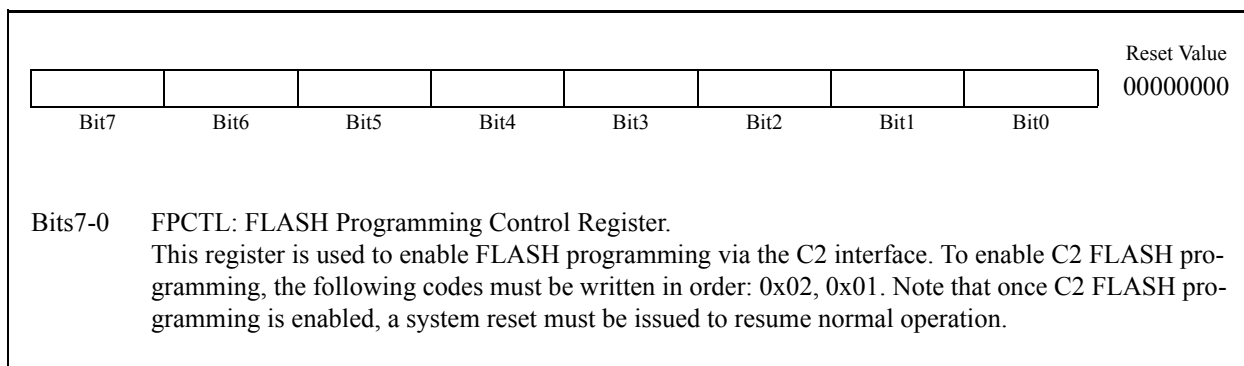 Reset Value
00000000
Bit7 Bit6 Bit5 Bit4 Bit3 Bit2 Bit1 Bit0
Bits7-0 FPCTL: FLASH Programming Control Register.
This register is used to enable FLASH programming via the C2 interface. To enable C2 FLASH pro-
gramming, the following codes must be written in order: 0x02, 0x01. Note that once C2 FLASH pro-
gramming is enabled, a system reset must be issued to resume normal operation.